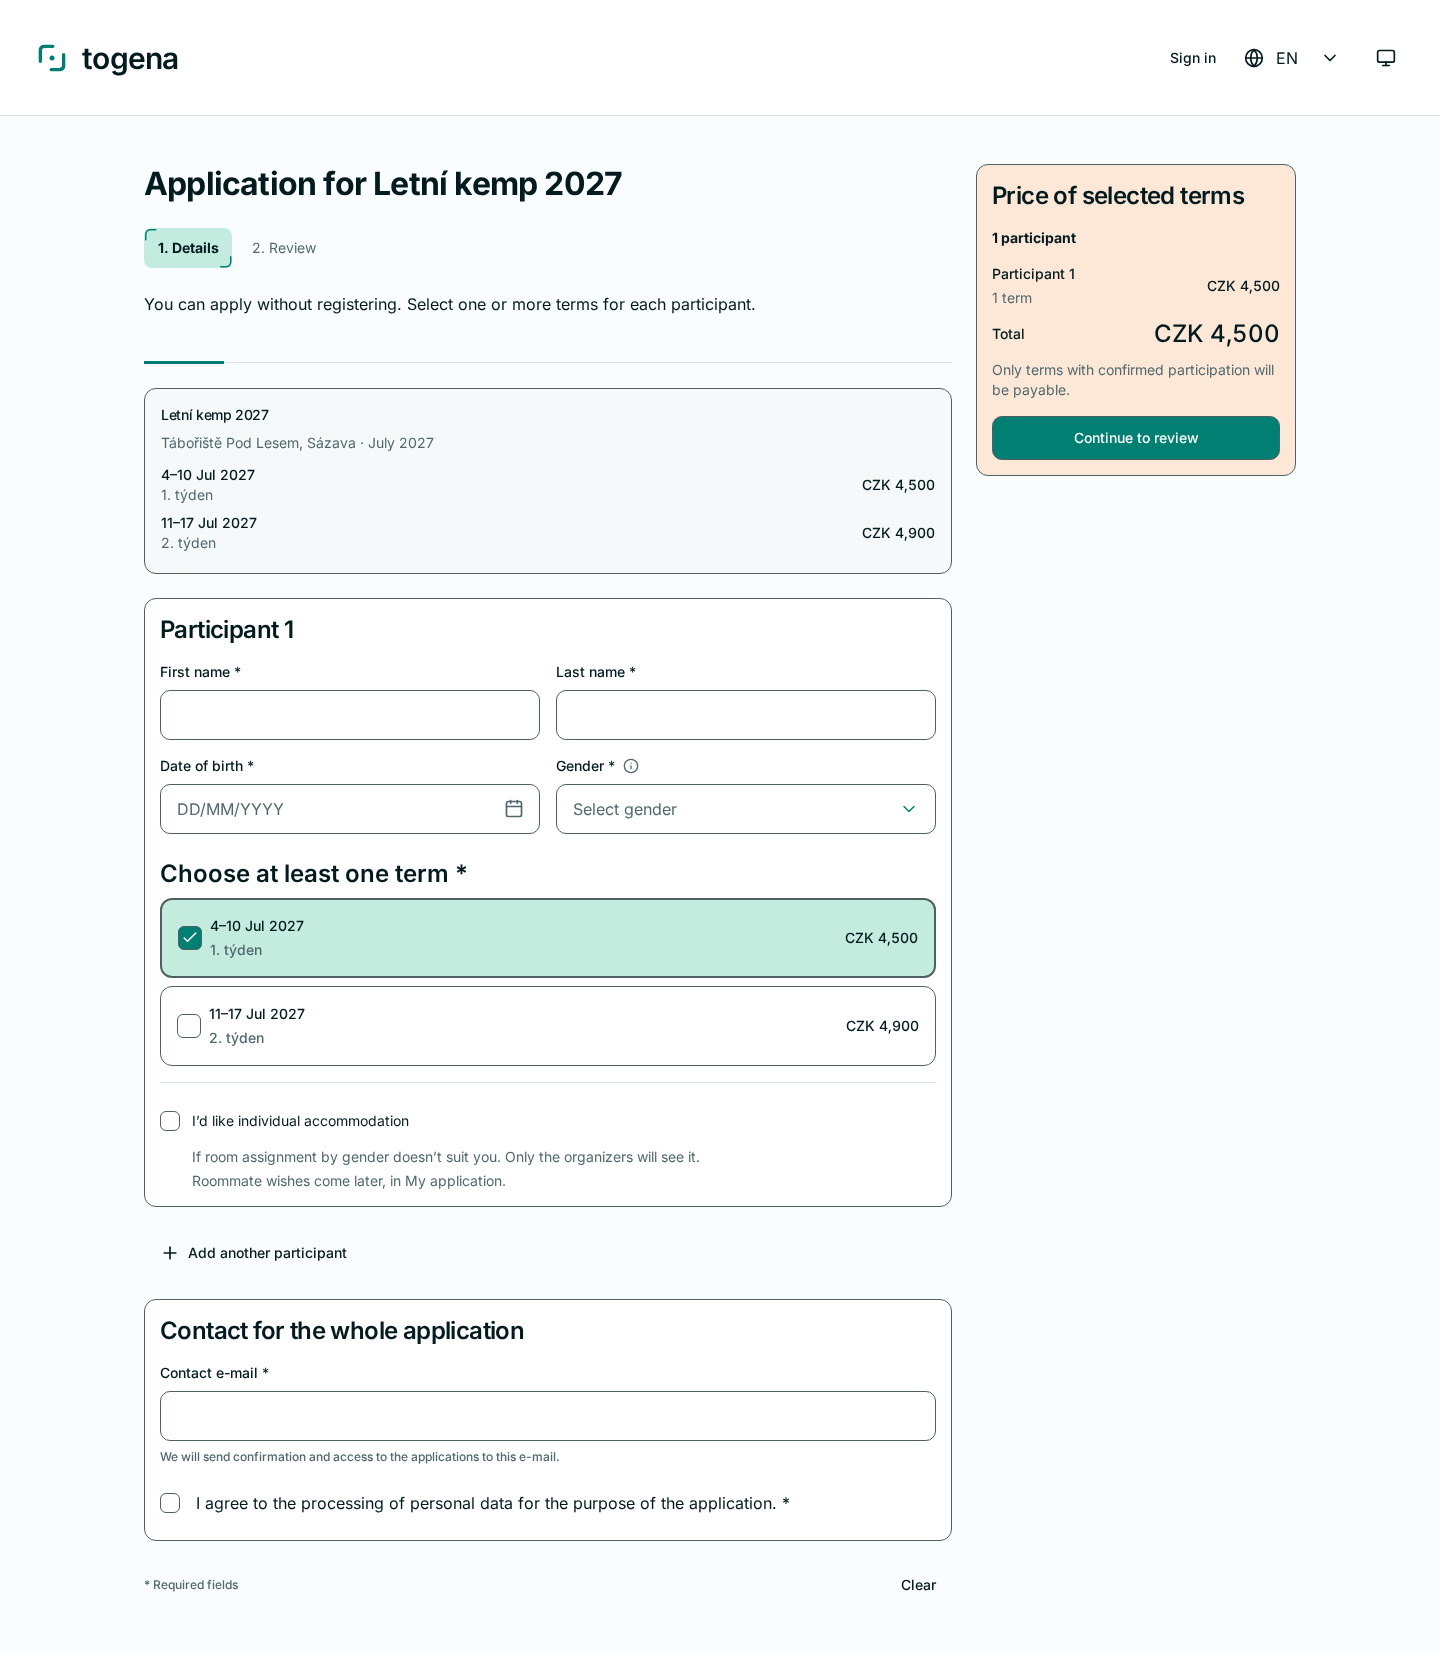 togena
Sign in
EN
Application for Letní kemp 2027
1. Details
2. Review
You can apply without registering. Select one or more terms for each participant.
Letní kemp 2027
Tábořiště Pod Lesem, Sázava · July 2027
4–10 Jul 2027
1. týden
CZK 4,500
11–17 Jul 2027
2. týden
CZK 4,900
Participant 1
First name *
Last name *
Date of birth *
Gender *
DD/MM/YYYY
Select gender
Choose at least one term *
4–10 Jul 2027
1. týden
CZK 4,500
11–17 Jul 2027
2. týden
CZK 4,900
I’d like individual accommodation
If room assignment by gender doesn’t suit you. Only the organizers will see it.
Roommate wishes come later, in My application.
Add another participant
Contact for the whole application
Contact e-mail *
We will send confirmation and access to the applications to this e-mail.
I agree to the processing of personal data for the purpose of the application. *
* Required fields
Clear
Price of selected terms
1 participant
Participant 1
1 term
CZK 4,500
Total
CZK 4,500
Only terms with confirmed participation will
be payable.
Continue to review